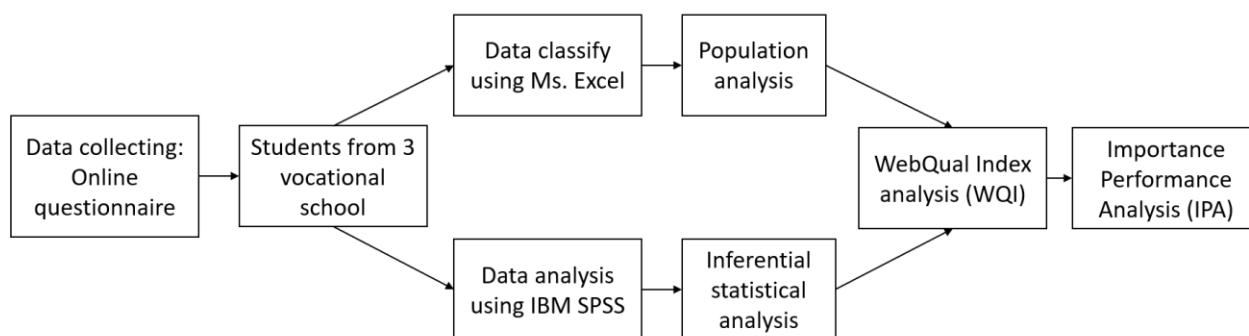 Data collecting:
Online
questionnaire
Students from 3
vocational
school
Data classify
using Ms. Excel
Population
analysis
Data analysis
using IBM SPSS
Inferential
statistical
analysis
WebQual Index
analysis (WQI)
Importance
Performance
Analysis (IPA)